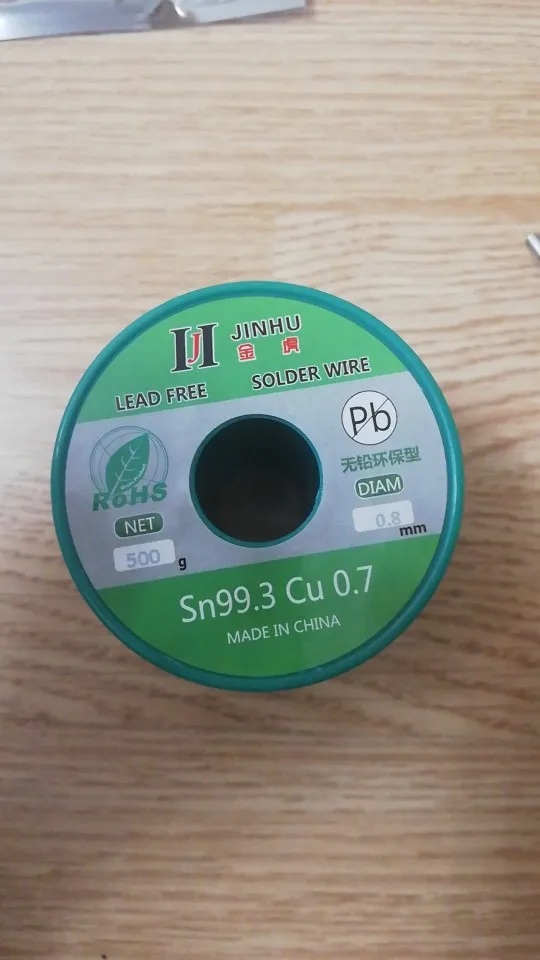 JH JINHU
金虎
LEAD FREE SOLDER WIRE
Pb
RoHS
无铅环保型
NET
DIAM
500 g
0.8 mm
Sn99.3 Cu 0.7
MADE IN CHINA